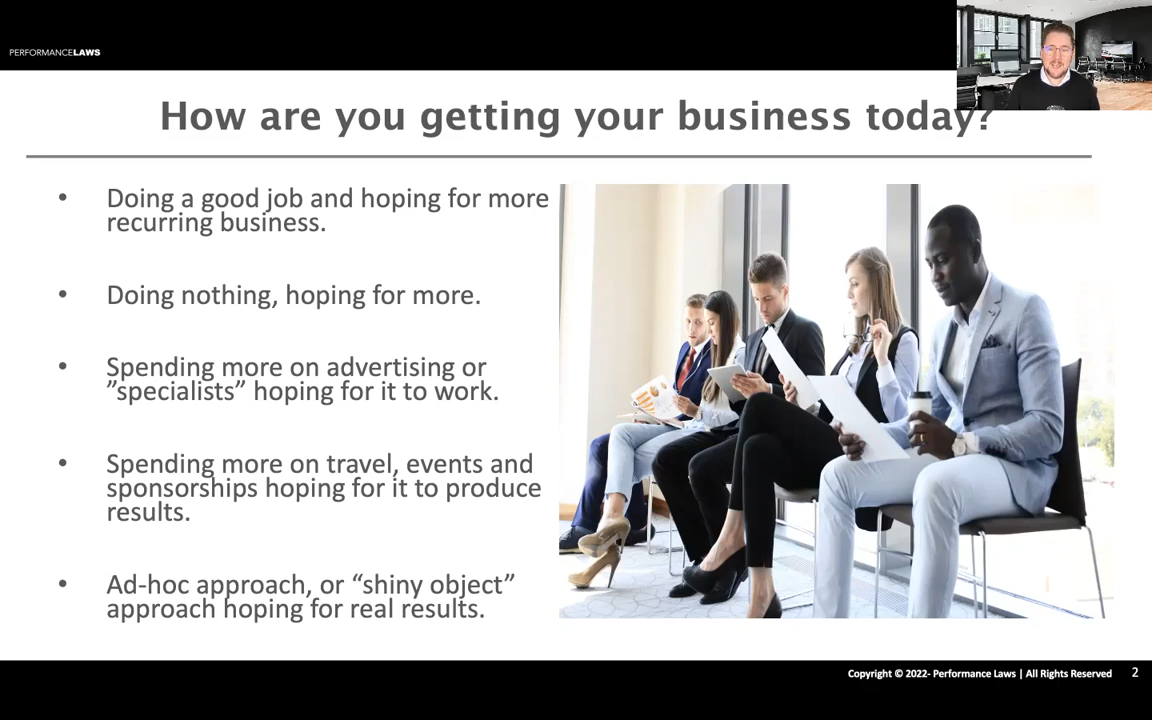 PERFORMANCELAWS
How are you getting your business today?
• Doing a good job and hoping for more
recurring business.
• Doing nothing, hoping for more.
• Spending more on advertising or
”specialists” hoping for it to work.
• Spending more on travel, events and
sponsorships hoping for it to produce
results.
• Ad-hoc approach, or “shiny object”
approach hoping for real results.
Copyright © 2022- Performance Laws | All Rights Reserved 2